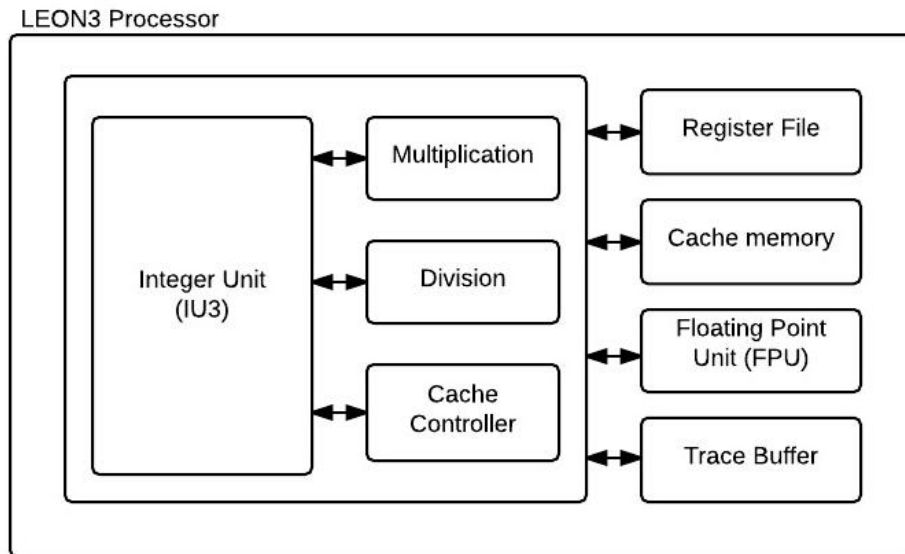 LEON3 Processor
Integer Unit
(IU3)
Multiplication
Division
Cache
Controller
Register File
Cache memory
Floating Point
Unit (FPU)
Trace Buffer